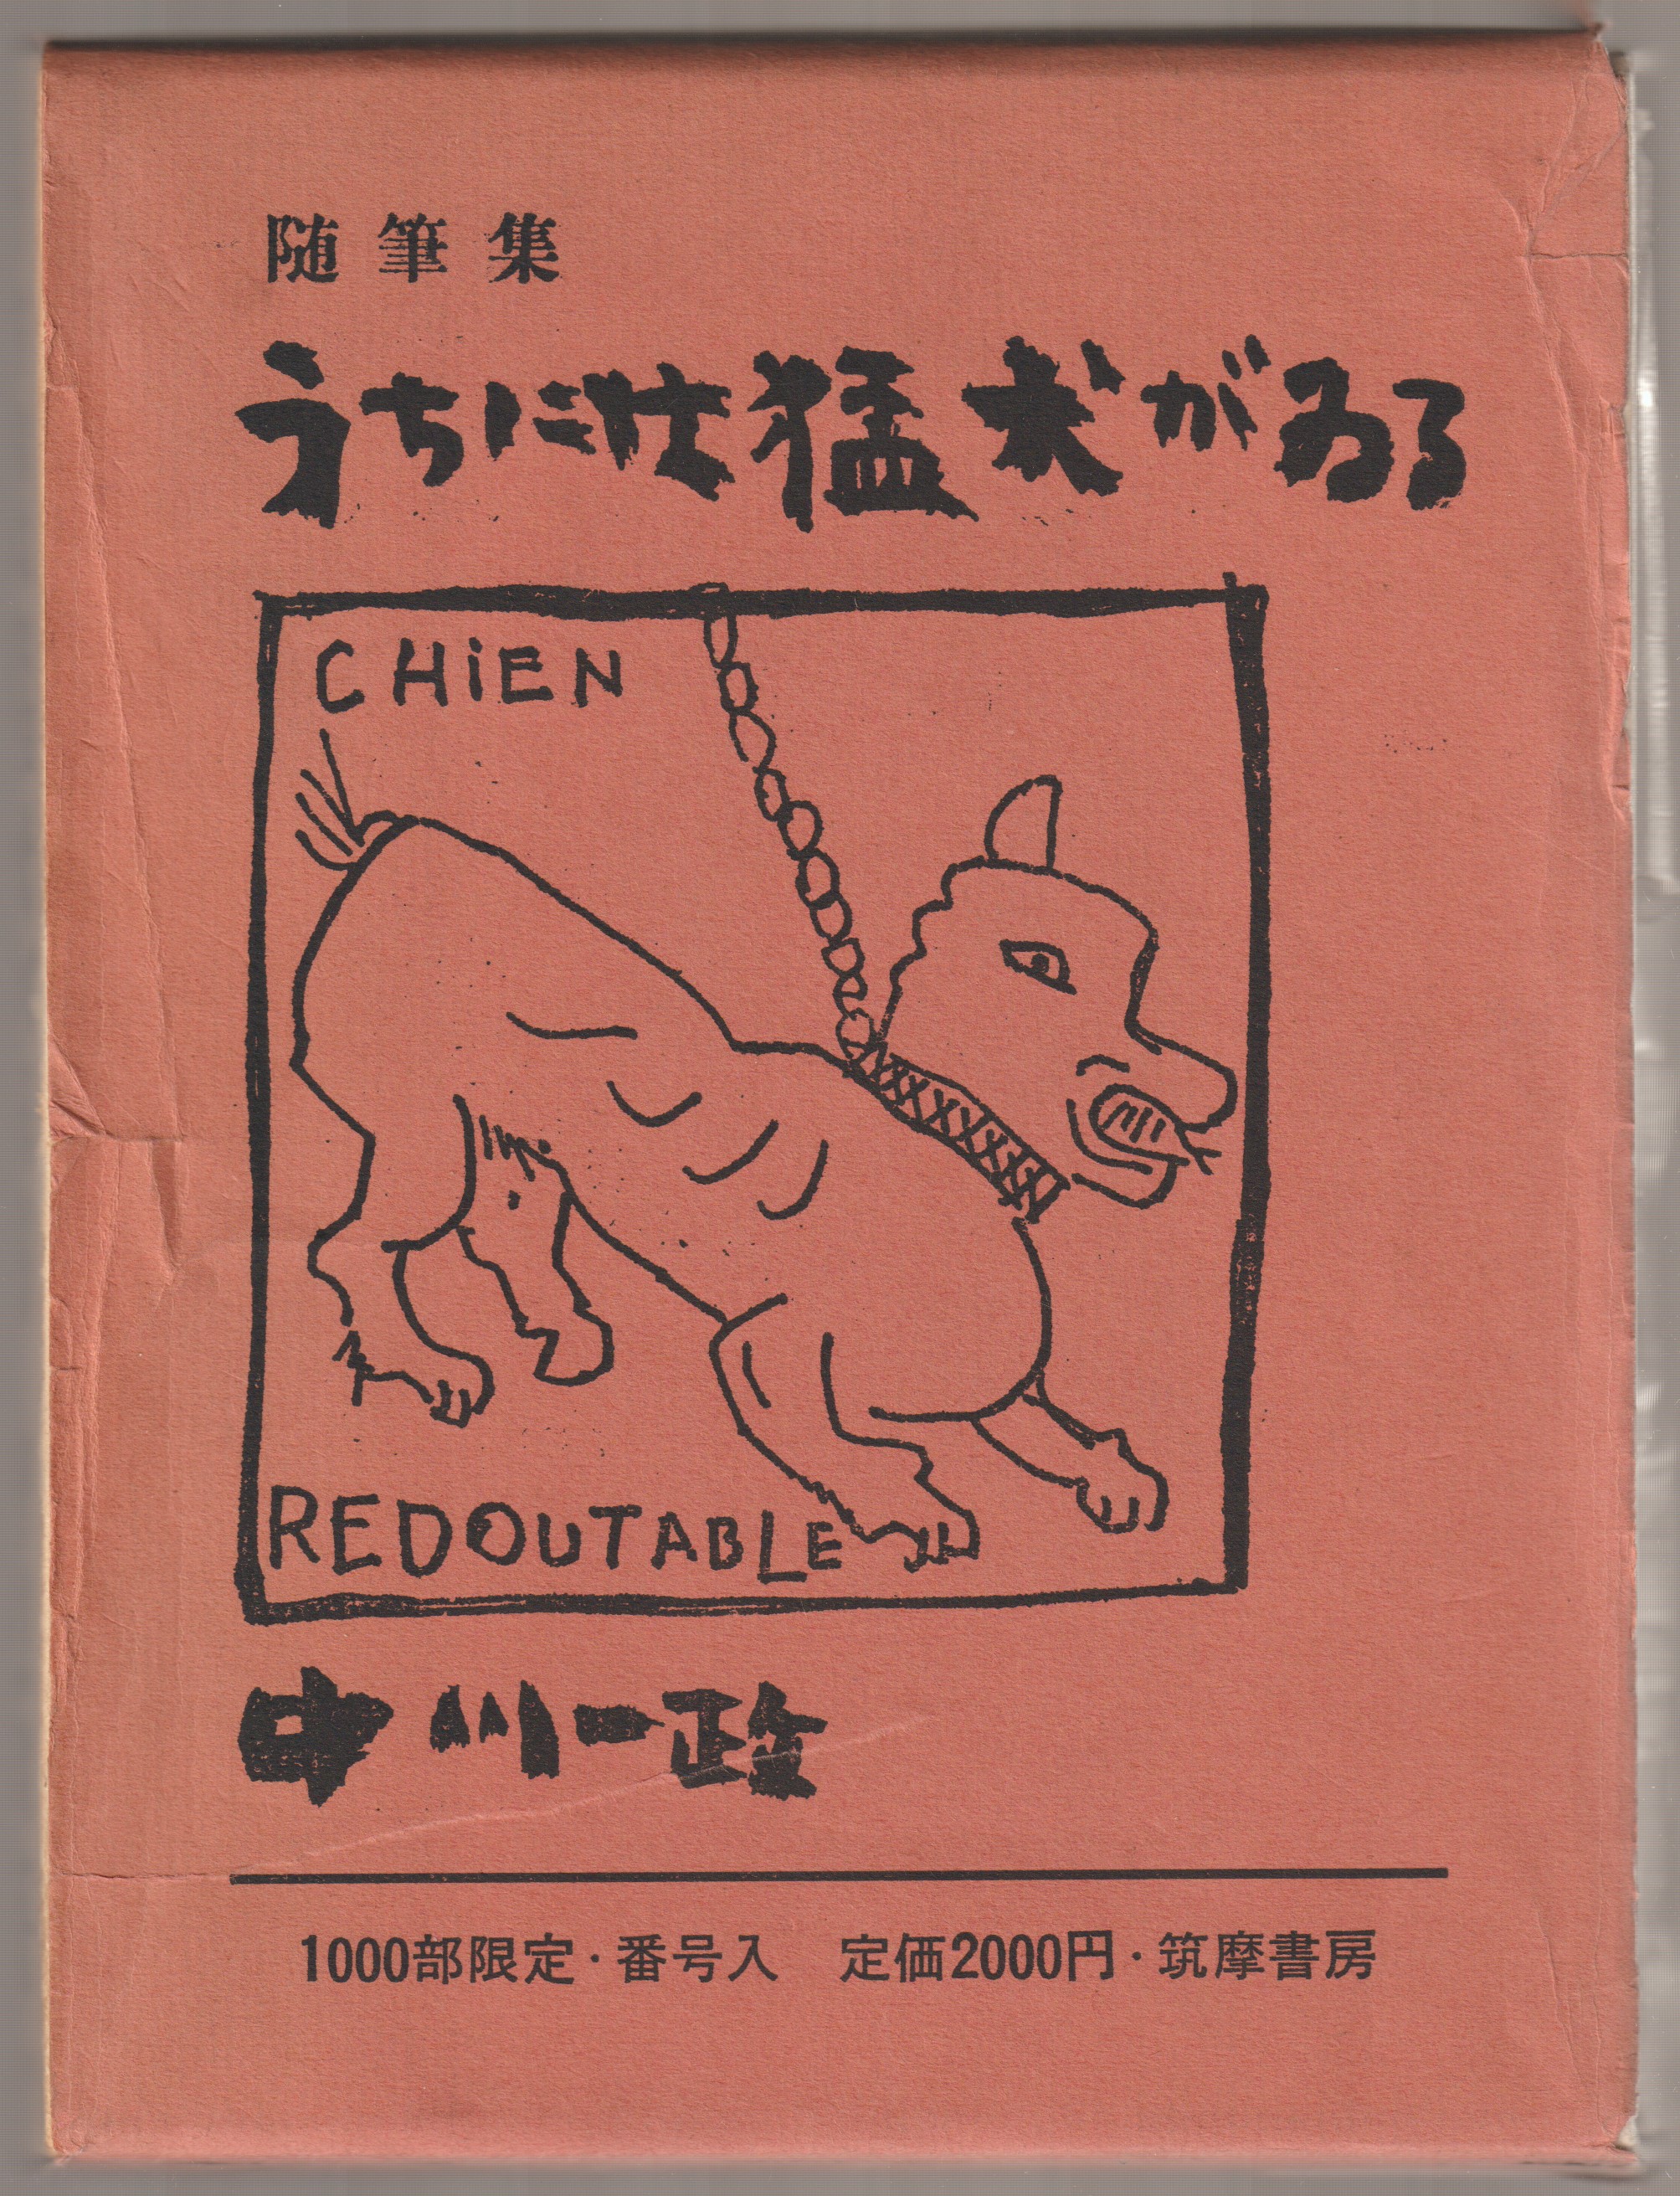 随筆集
うちには猛犬がゐる
CHiEN
REDOUTABLE
中川一政
1000部限定・番号入　定価2000円・筑摩書房